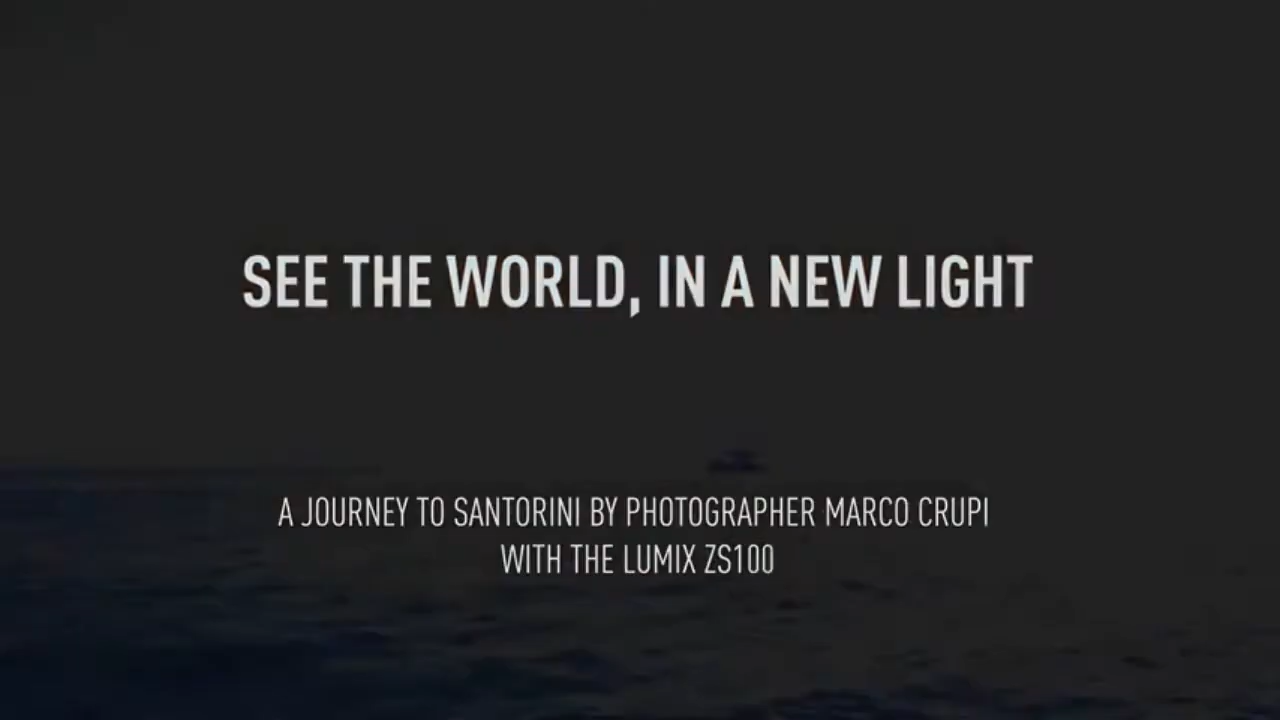 SEE THE WORLD, IN A NEW LIGHT
A JOURNEY TO SANTORINI BY PHOTOGRAPHER MARCO CRUPI
WITH THE LUMIX ZS100